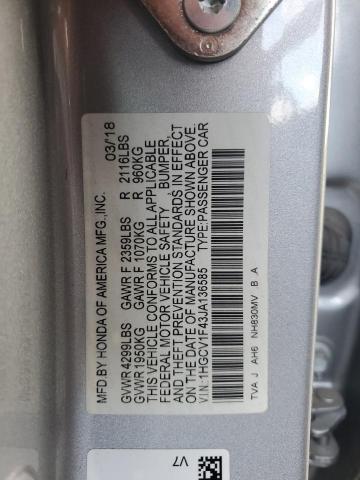 MFD. BY HONDA OF AMERICA MFG., INC. 03/'18
GVWR 4299LBS GAWR F 2359LBS R 2116LBS
GVWR 1950KG GAWR F 1070KG R 960KG
THIS VEHICLE CONFORMS TO ALL APPLICABLE
FEDERAL MOTOR VEHICLE SAFETY, BUMPER,
AND THEFT PREVENTION STANDARDS IN EFFECT
ON THE DATE OF MANUFACTURE SHOWN ABOVE.
V.I.N.: 1HGCV1F43JA136585 TYPE: PASSENGER CAR
TVA J AH6 NH830MV B A
V7